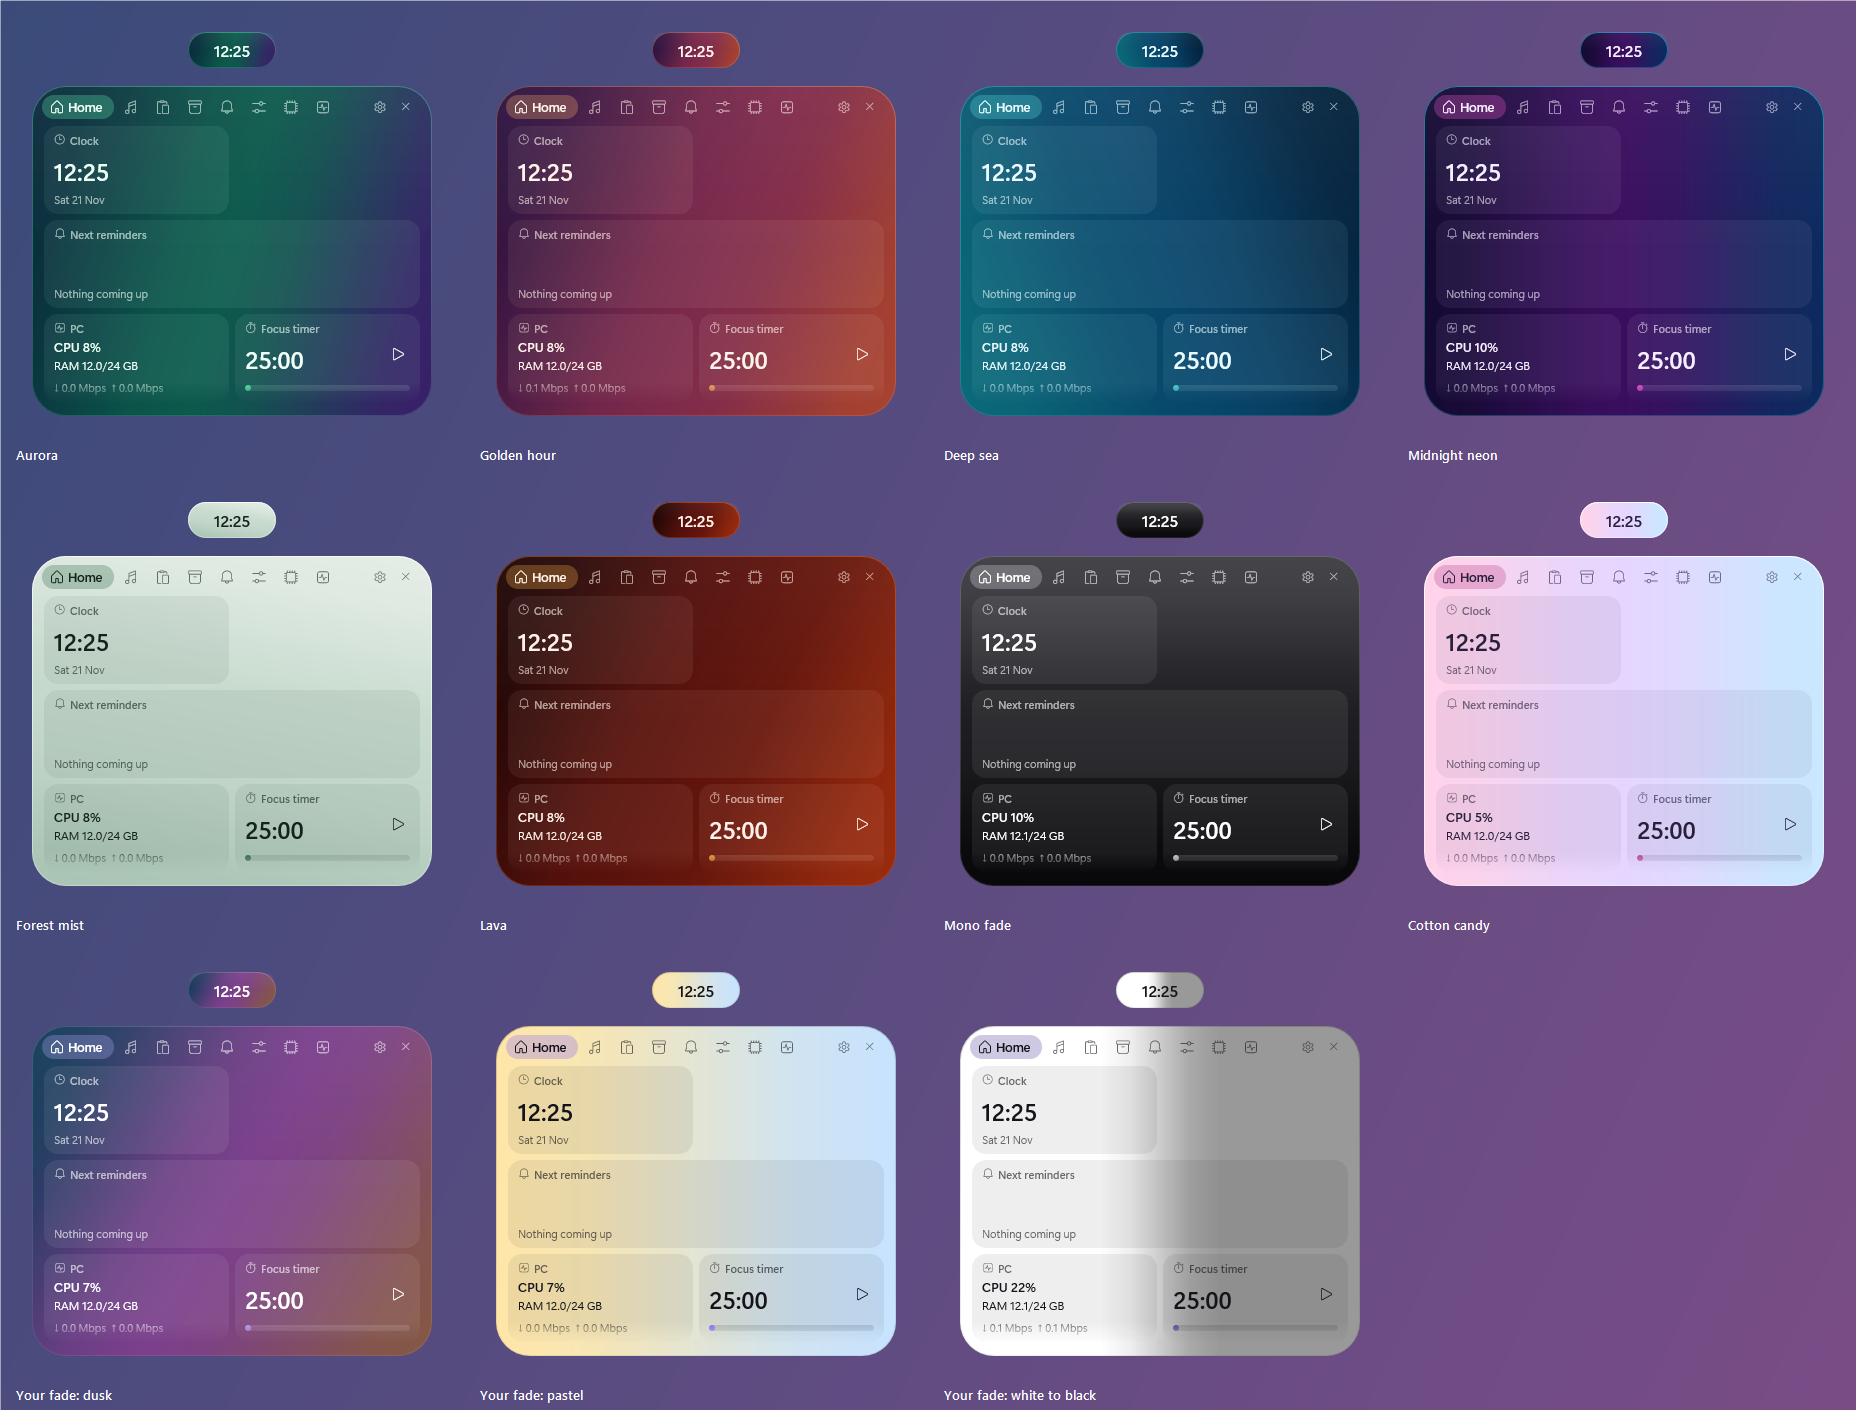 12:25
Home
Clock
12:25
Sat 21 Nov
Next reminders
Nothing coming up
PC
CPU 8%
RAM 12.0/24 GB
↓ 0.0 Mbps ↑ 0.0 Mbps
Focus timer
25:00
Aurora
12:25
Home
Clock
12:25
Sat 21 Nov
Next reminders
Nothing coming up
PC
CPU 8%
RAM 12.0/24 GB
↓ 0.1 Mbps ↑ 0.0 Mbps
Focus timer
25:00
Golden hour
12:25
Home
Clock
12:25
Sat 21 Nov
Next reminders
Nothing coming up
PC
CPU 8%
RAM 12.0/24 GB
↓ 0.0 Mbps ↑ 0.0 Mbps
Focus timer
25:00
Deep sea
12:25
Home
Clock
12:25
Sat 21 Nov
Next reminders
Nothing coming up
PC
CPU 10%
RAM 12.0/24 GB
↓ 0.0 Mbps ↑ 0.0 Mbps
Focus timer
25:00
Midnight neon
12:25
Home
Clock
12:25
Sat 21 Nov
Next reminders
Nothing coming up
PC
CPU 8%
RAM 12.0/24 GB
↓ 0.0 Mbps ↑ 0.0 Mbps
Focus timer
25:00
Forest mist
12:25
Home
Clock
12:25
Sat 21 Nov
Next reminders
Nothing coming up
PC
CPU 8%
RAM 12.0/24 GB
↓ 0.0 Mbps ↑ 0.0 Mbps
Focus timer
25:00
Lava
12:25
Home
Clock
12:25
Sat 21 Nov
Next reminders
Nothing coming up
PC
CPU 10%
RAM 12.1/24 GB
↓ 0.0 Mbps ↑ 0.0 Mbps
Focus timer
25:00
Mono fade
12:25
Home
Clock
12:25
Sat 21 Nov
Next reminders
Nothing coming up
PC
CPU 5%
RAM 12.0/24 GB
↓ 0.0 Mbps ↑ 0.0 Mbps
Focus timer
25:00
Cotton candy
12:25
Home
Clock
12:25
Sat 21 Nov
Next reminders
Nothing coming up
PC
CPU 7%
RAM 12.0/24 GB
↓ 0.0 Mbps ↑ 0.0 Mbps
Focus timer
25:00
Your fade: dusk
12:25
Home
Clock
12:25
Sat 21 Nov
Next reminders
Nothing coming up
PC
CPU 7%
RAM 12.0/24 GB
↓ 0.0 Mbps ↑ 0.0 Mbps
Focus timer
25:00
Your fade: pastel
12:25
Home
Clock
12:25
Sat 21 Nov
Next reminders
Nothing coming up
PC
CPU 22%
RAM 12.1/24 GB
↓ 0.1 Mbps ↑ 0.1 Mbps
Focus timer
25:00
Your fade: white to black